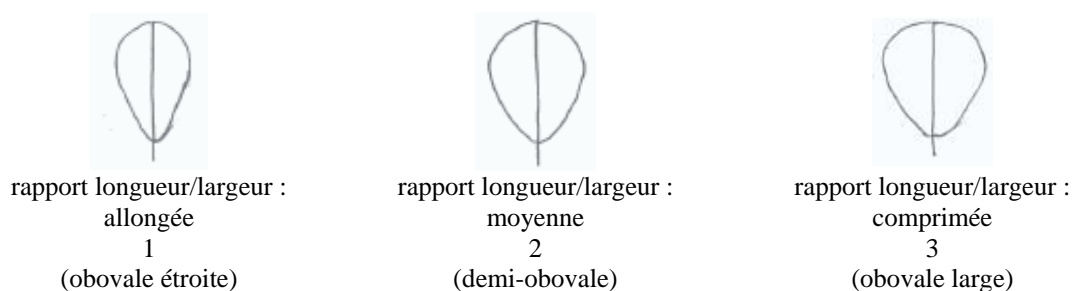 rapport longueur/largeur :
allongée
1
(obovale étroite)
rapport longueur/largeur :
moyenne
2
(demi-obovale)
rapport longueur/largeur :
comprimée
3
(obovale large)